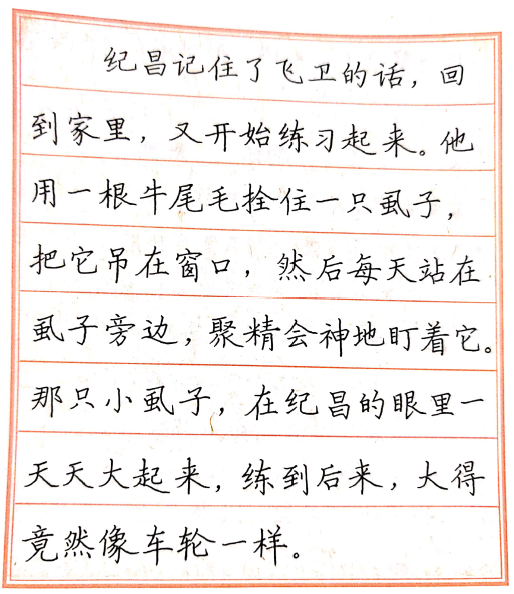 纪昌记住了飞卫的话，回
到家里，又开始练习起来。他
用一根牛尾毛拴住一只虱子，
把它吊在窗口，然后每天站在
虱子旁边，聚精会神地盯着它。
那只小虱子，在纪昌的眼里一
天天大起来，练到后来，大得
竟然像车轮一样。